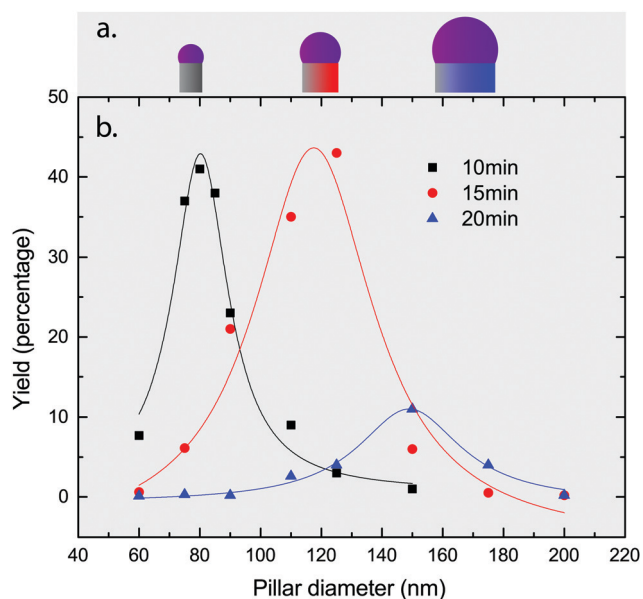 a.
b.
50
40
30
20
10
0
Yield (percentage)
10min
15min
20min
40 60 80 100 120 140 160 180 200 220
Pillar diameter (nm)